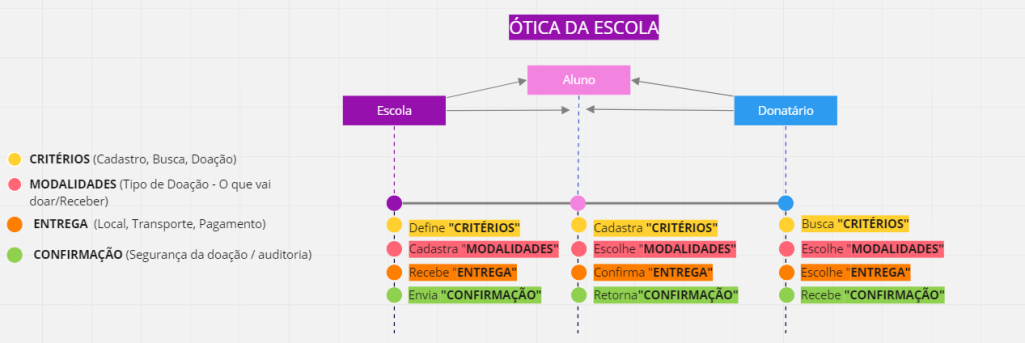 ÓTICA DA ESCOLA
Aluno
Escola
Donatário
CRITÉRIOS (Cadastro, Busca, Doação)
MODALIDADES (Tipo de Doação - O que vai
doar/Receber)
ENTREGA (Local, Transporte, Pagamento)
CONFIRMAÇÃO (Segurança da doação / auditoria)
Define "CRITÉRIOS"
Cadastra "MODALIDADES"
Recebe "ENTREGA"
Envia "CONFIRMAÇÃO"
Cadastra "CRITÉRIOS"
Escolhe "MODALIDADES"
Confirma "ENTREGA"
Retorna"CONFIRMAÇÃO"
Busca "CRITÉRIOS"
Escolhe "MODALIDADES"
Escolhe "ENTREGA"
Recebe "CONFIRMAÇÃO"